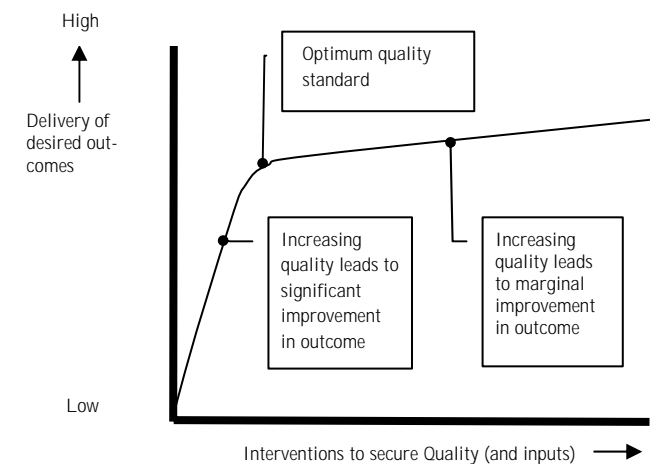 High
Optimum quality
standard
Delivery of
desired out-
comes
Increasing
quality leads to
significant
improvement
in outcome
Increasing
quality leads
to marginal
improvement
in outcome
Low
Interventions to secure Quality (and inputs)